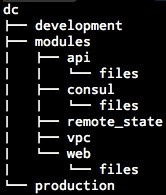 dc
├── development
├── modules
│   ├── api
│   │   └── files
│   ├── consul
│   │   └── files
│   ├── remote_state
│   ├── vpc
│   └── web
│       └── files
└── production